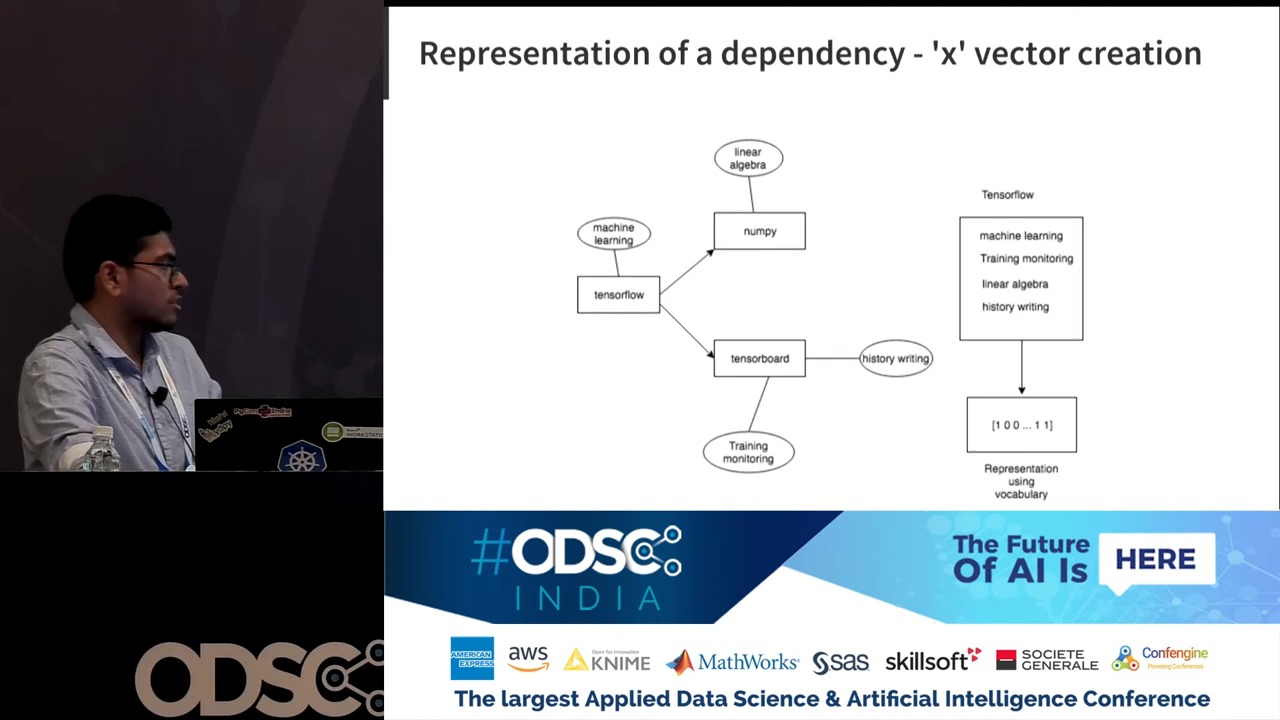 Representation of a dependency - 'x' vector creation
linear
algebra
machine
learning
numpy
tensorflow
tensorboard
history writing
Training
monitoring
Tensorflow
machine learning
Training monitoring
linear algebra
history writing
[1 0 0 ... 1 1]
Representation
using
vocabulary
#ODSC
INDIA
The Future
Of AI Is
HERE
AMERICAN
EXPRESS
aws
Open for Innovation
KNIME
MathWorks
sas
skillsoft
SOCIETE
GENERALE
Confengine
Powering Conferences
The largest Applied Data Science & Artificial Intelligence Conference
ODSC
WORKSTATI